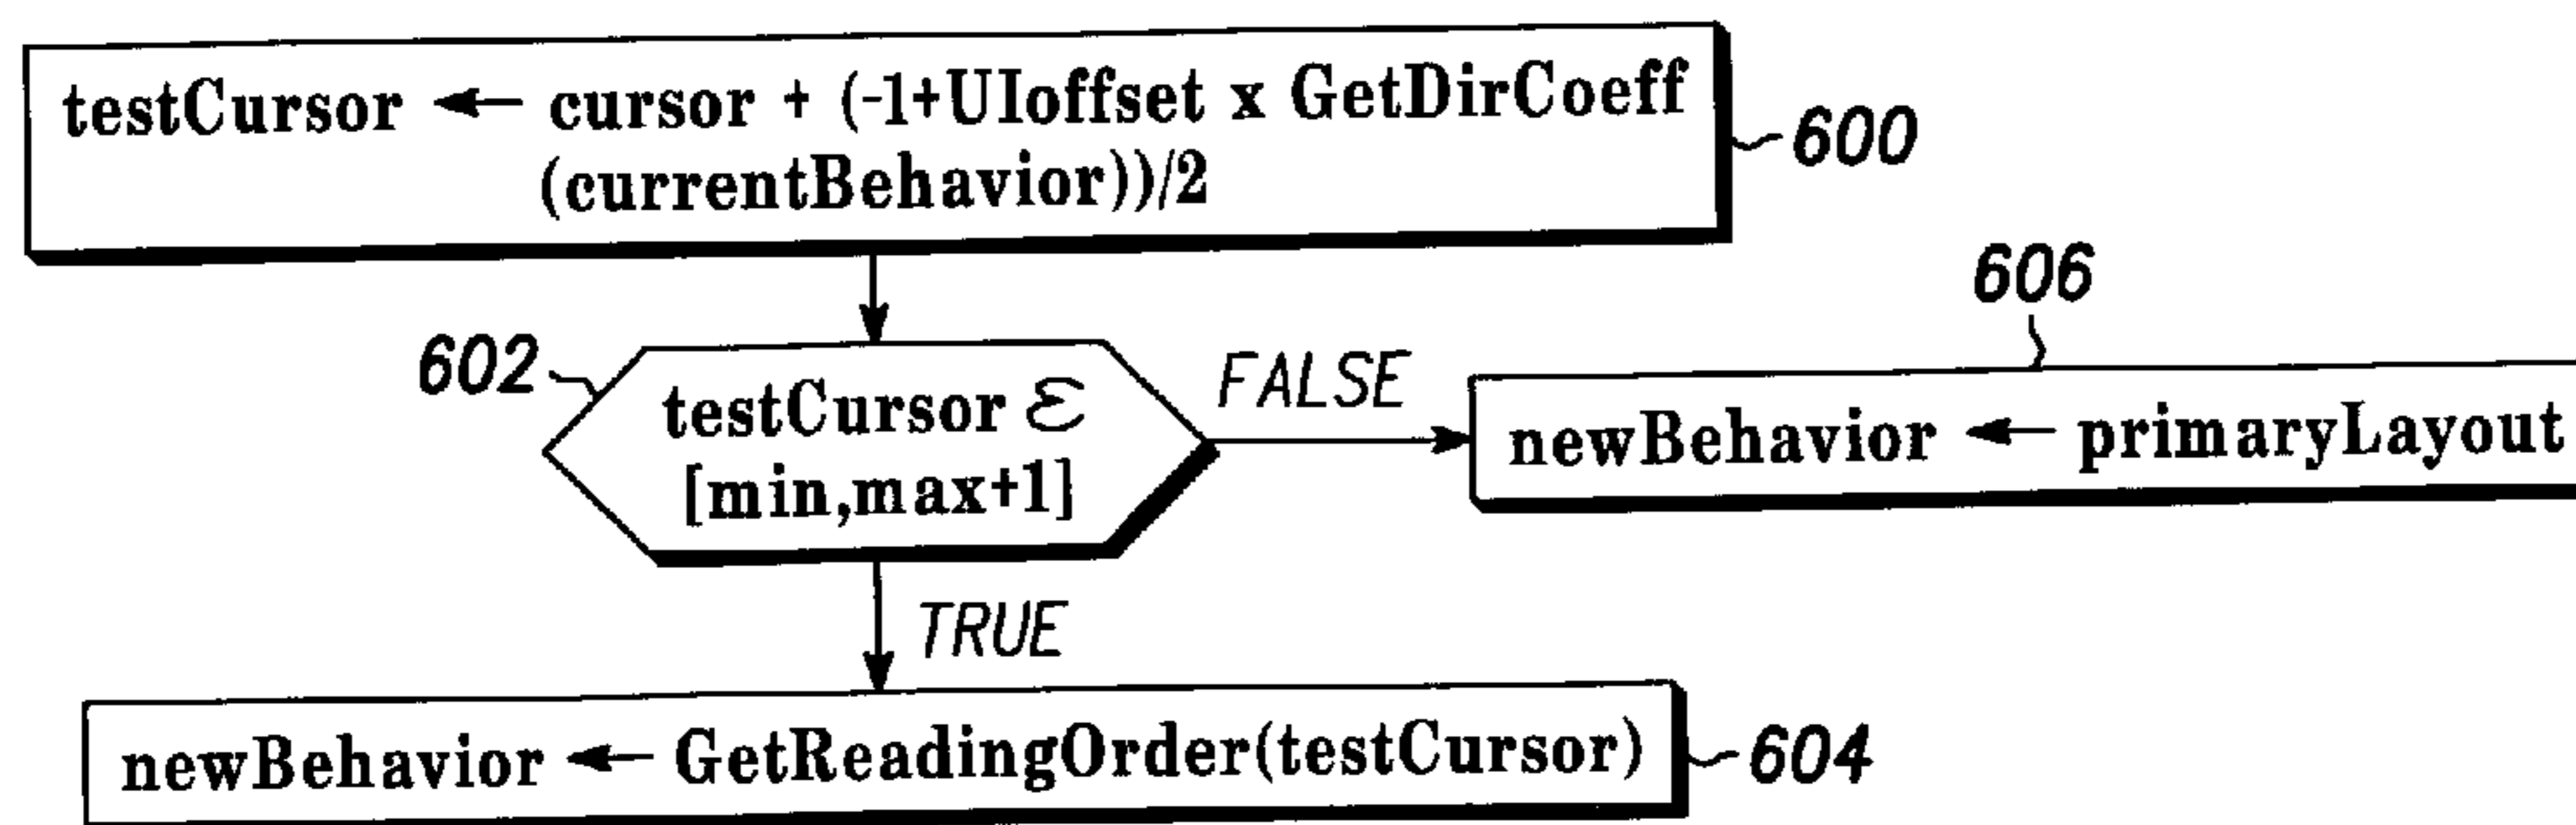 testCursor ← cursor + (-1+UIoffset x GetDirCoeff
(currentBehavior))/2
600
606
602
testCursor ℰ
[min,max+1]
FALSE
newBehavior ← primaryLayout
TRUE
newBehavior ← GetReadingOrder(testCursor)
604